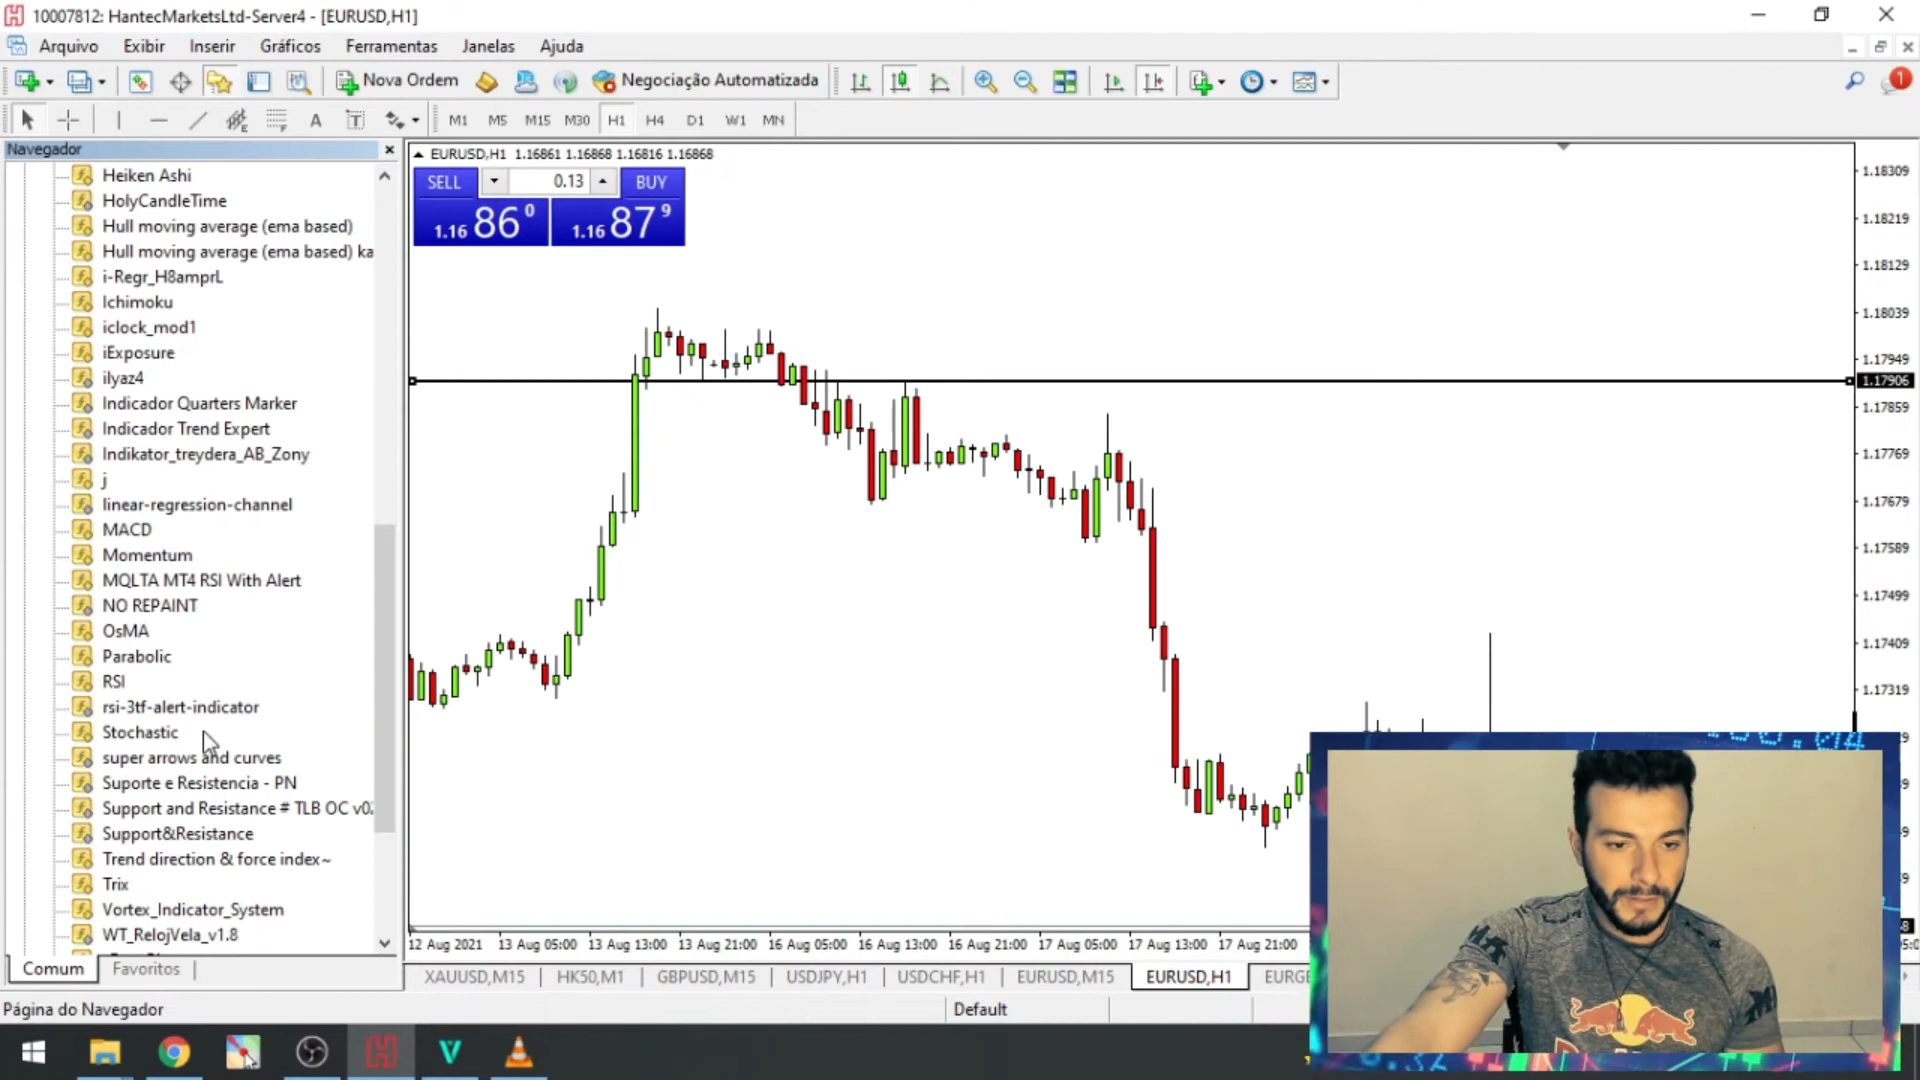 10007812: HantecMarketsLtd-Server4 - [EURUSD,H1]
Arquivo Exibir Inserir Gráficos Ferramentas Janelas Ajuda
Nova Ordem Negociação Automatizada 1
A T M1 M5 M15 M30 H1 H4 D1 W1 MN
Navegador
Heiken Ashi
HolyCandleTime
Hull moving average (ema based)
Hull moving average (ema based) ka
i-Regr_H8amprL
Ichimoku
iclock_mod1
iExposure
ilyaz4
Indicador Quarters Marker
Indicador Trend Expert
Indikator_treydera_AB_Zony
j
linear-regression-channel
MACD
Momentum
MQLTA MT4 RSI With Alert
NO REPAINT
OsMA
Parabolic
RSI
rsi-3tf-alert-indicator
Stochastic
super arrows and curves
Suporte e Resistencia - PN
Support and Resistance # TLB OC v0
Support&Resistance
Trend direction & force index~
Trix
Vortex_Indicator_System
WT_RelojVela_v1.8
Comum Favoritos
Página do Navegador
EURUSD,H1 1.16861 1.16868 1.16816 1.16868
SELL 0.13 BUY
1.16 86 0 1.16 87 9
1.18309
1.18219
1.18129
1.18039
1.17949
1.17906
1.17859
1.17769
1.17679
1.17589
1.17499
1.17409
1.17319
12 Aug 2021 13 Aug 05:00 13 Aug 13:00 13 Aug 21:00 16 Aug 05:00 16 Aug 13:00 16 Aug 21:00 17 Aug 05:00 17 Aug 13:00 17 Aug 21:00
XAUUSD,M15 HK50,M1 GBPUSD,M15 USDJPY,H1 USDCHF,H1 EURUSD,M15 EURUSD,H1
Default
Red Bull